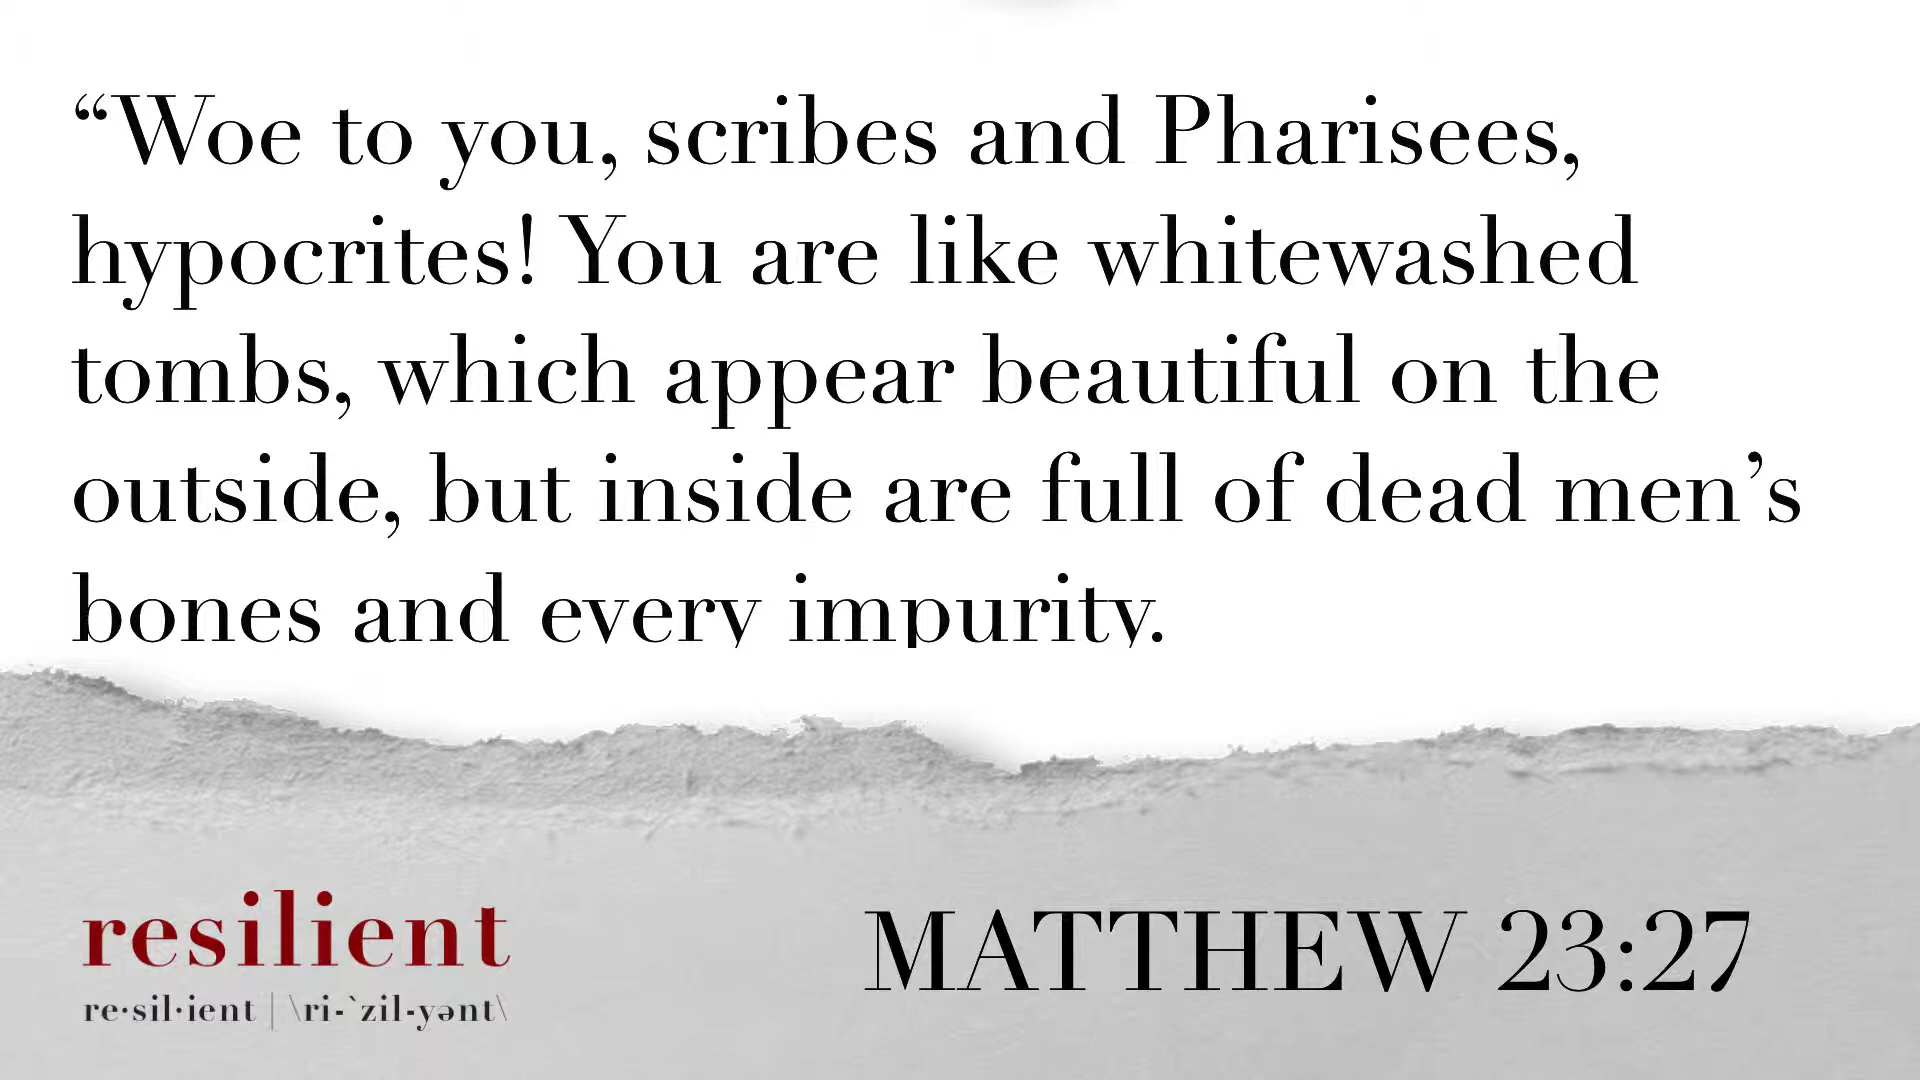 “Woe to you, scribes and Pharisees,
hypocrites! You are like whitewashed
tombs, which appear beautiful on the
outside, but inside are full of dead men’s
bones and every impurity.
resilient
re·sil·ient | \ri-`zil-yənt\
MATTHEW 23:27